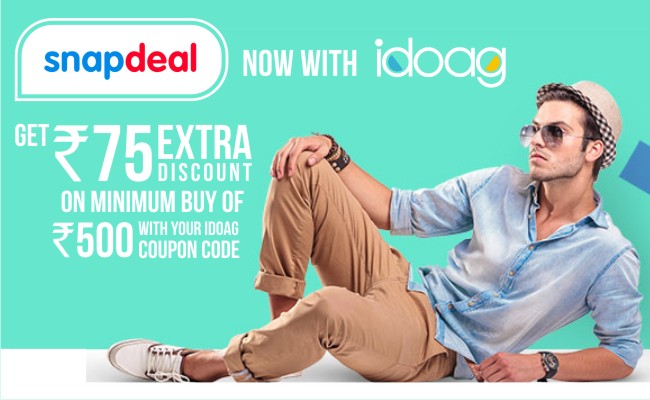 snapdeal NOW WITH idoag
GET ₹75 EXTRA
DISCOUNT
ON MINIMUM BUY OF
₹500 WITH YOUR IDOAG
COUPON CODE